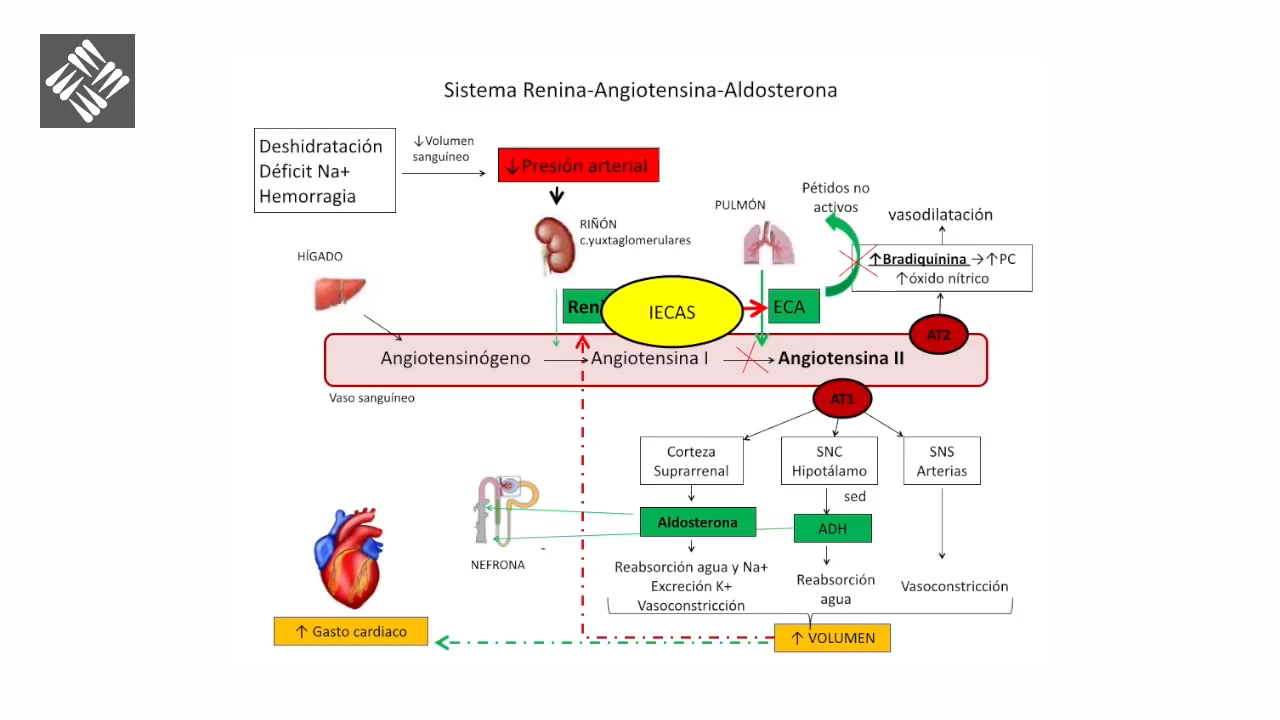 Sistema Renina-Angiotensina-Aldosterona
Deshidratación
Déficit Na+
Hemorragia
↓Volumen
sanguíneo
↓Presión arterial
RIÑÓN
c.yuxtaglomerulares
PULMÓN
Pétidos no
activos
vasodilatación
↑Bradiquinina →↑PC
↑óxido nítrico
HÍGADO
Reni
IECAS
ECA
AT2
Angiotensinógeno
Angiotensina I
Angiotensina II
Vaso sanguíneo
AT1
Corteza
Suprarrenal
SNC
Hipotálamo
SNS
Arterias
sed
Aldosterona
ADH
NEFRONA
Reabsorción agua y Na+
Excreción K+
Vasoconstricción
Reabsorción
agua
Vasoconstricción
↑ Gasto cardiaco
↑ VOLUMEN